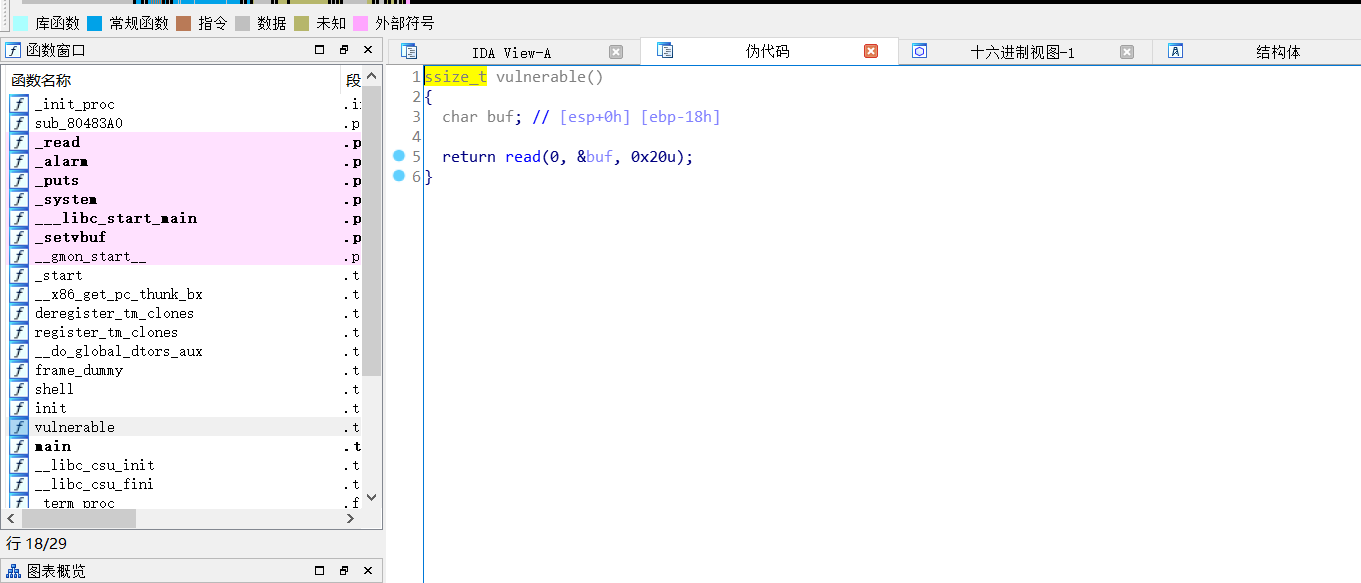 库函数 常规函数 指令 数据 未知 外部符号
函数窗口
IDA View-A 伪代码 十六进制视图-1 结构体
函数名称 段
_init_proc .i
sub_80483A0 .p
_read .p
_alarm .p
_puts .p
_system .p
___libc_start_main .p
_setvbuf .p
__gmon_start__ .p
_start .t
__x86_get_pc_thunk_bx .t
deregister_tm_clones .t
register_tm_clones .t
__do_global_dtors_aux .t
frame_dummy .t
shell .t
init .t
vulnerable .t
main .t
__libc_csu_init .t
__libc_csu_fini .t
_term_proc .f
行 18/29
图表概览
1 ssize_t vulnerable()
2 {
3 char buf; // [esp+0h] [ebp-18h]
4
5 return read(0, &buf, 0x20u);
6 }